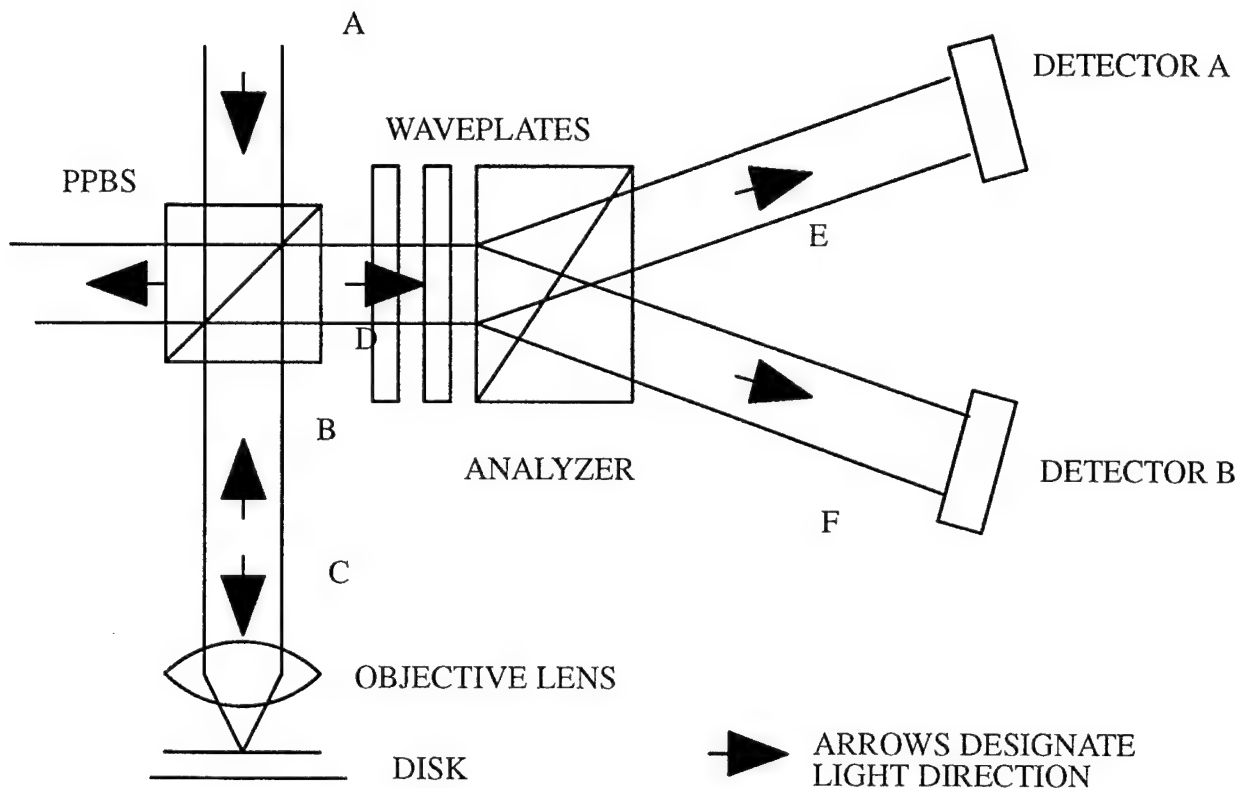 A
DETECTOR A
WAVEPLATES
PPBS
E
D
B
ANALYZER
DETECTOR B
F
C
OBJECTIVE LENS
DISK
ARROWS DESIGNATE
LIGHT DIRECTION